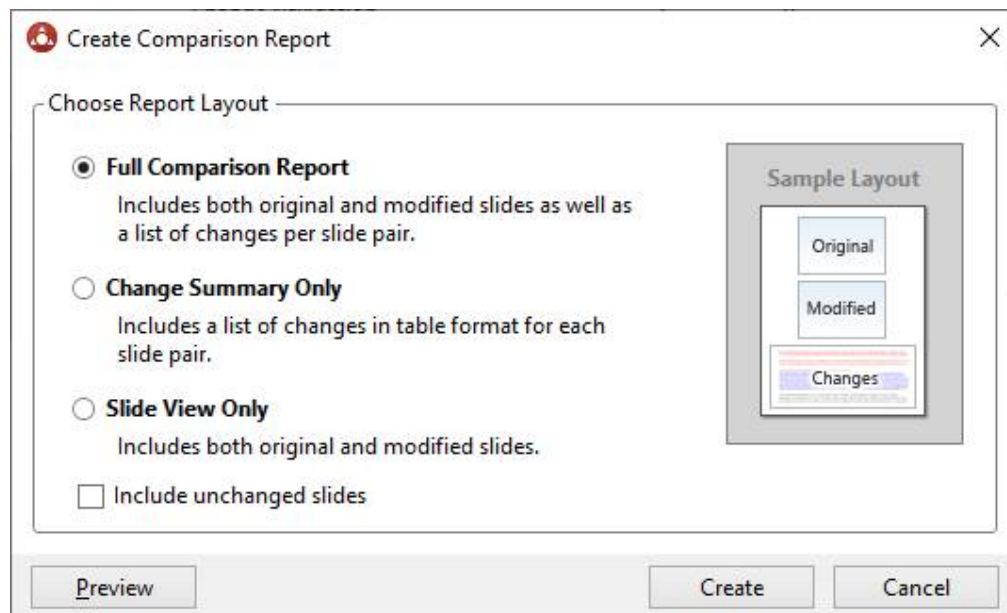 Create Comparison Report
Choose Report Layout
Full Comparison Report
Includes both original and modified slides as well as
a list of changes per slide pair.
Change Summary Only
Includes a list of changes in table format for each
slide pair.
Slide View Only
Includes both original and modified slides.
Include unchanged slides
Sample Layout
Original
Modified
Changes
Preview
Create
Cancel